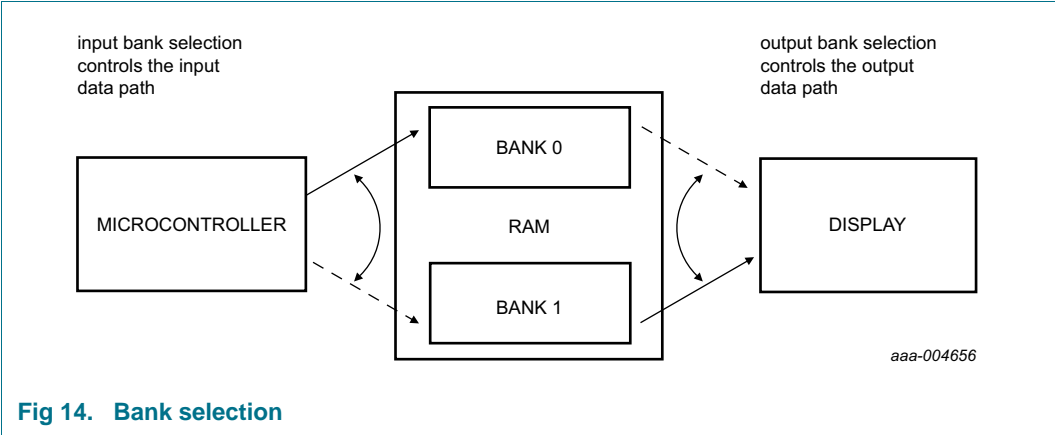 input bank selection
controls the input
data path
output bank selection
controls the output
data path
BANK 0
MICROCONTROLLER
RAM
DISPLAY
BANK 1
aaa-004656
Fig 14. Bank selection